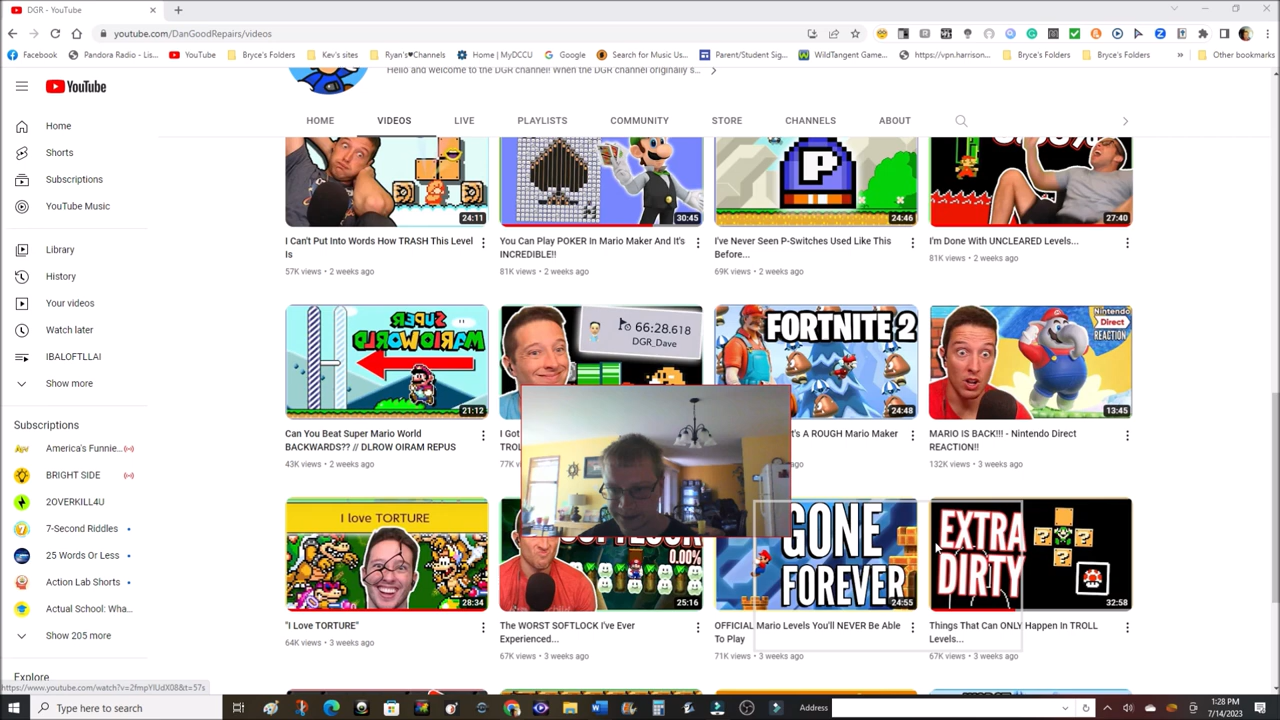 DGR - YouTube
youtube.com/DanGoodRepairs/videos
Facebook
Pandora Radio - Lis...
YouTube
Bryce's Folders
Kev's sites
Ryan's♥Channels
Home | MyDCCU
Google
Search for Music Us...
Parent/Student Sig...
WildTangent Game...
https://vpn.harrison...
Bryce's Folders
Bryce's Folders
Other bookmarks
YouTube
Hello and welcome to the DGR channel! When the DGR channel originally s...
HOME VIDEOS LIVE PLAYLISTS COMMUNITY STORE CHANNELS ABOUT
Home
Shorts
Subscriptions
YouTube Music
Library
History
Your videos
Watch later
IBALOFTLLAI
Show more
Subscriptions
America's Funnie...
BRIGHT SIDE
2OVERKILL4U
7-Second Riddles
25 Words Or Less
Action Lab Shorts
Actual School: Wha...
Show 205 more
Explore
P
24:11
30:45
24:46
27:40
I Can't Put Into Words How TRASH This Level
Is
57K views • 2 weeks ago
You Can Play POKER In Mario Maker And It's
INCREDIBLE!!
81K views • 2 weeks ago
I've Never Seen P-Switches Used Like This
Before...
69K views • 2 weeks ago
I'm Done With UNCLEARED Levels...
81K views • 2 weeks ago
SUPER
MARIO WORLD
21:12
66:28.618
DGR_Dave
FORTNITE 2
24:48
Nintendo
Direct
REACTION
13:45
Can You Beat Super Mario World
BACKWARDS?? // DLROW OIRAM REPUS
43K views • 2 weeks ago
I Got
77K
's A ROUGH Mario Maker
weeks ago
MARIO IS BACK!!! - Nintendo Direct
REACTION!!
132K views • 3 weeks ago
I love TORTURE
28:34
0.00%
25:16
GONE
FOREVER
24:55
EXTRA
DIRTY
32:58
"I Love TORTURE"
64K views • 3 weeks ago
The WORST SOFTLOCK I've Ever
Experienced...
67K views • 3 weeks ago
OFFICIAL Mario Levels You'll NEVER Be Able
To Play
71K views • 3 weeks ago
Things That Can ONLY Happen In TROLL
Levels...
67K views • 3 weeks ago
https://www.youtube.com/watch?v=2fmpYlUdX08&t=57s
Type here to search
Address
1:28 PM
7/14/2023